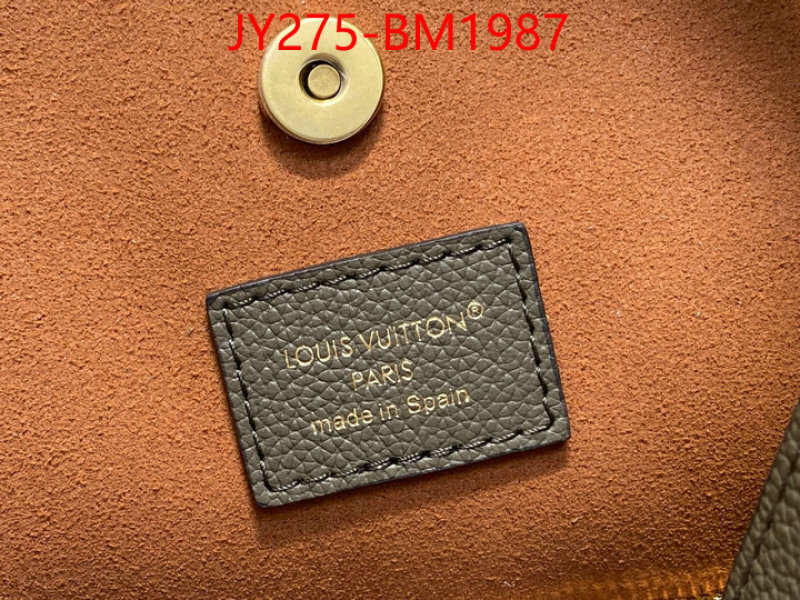 JY275-BM1987
LOUIS VUITTON®
PARIS
made in Spain